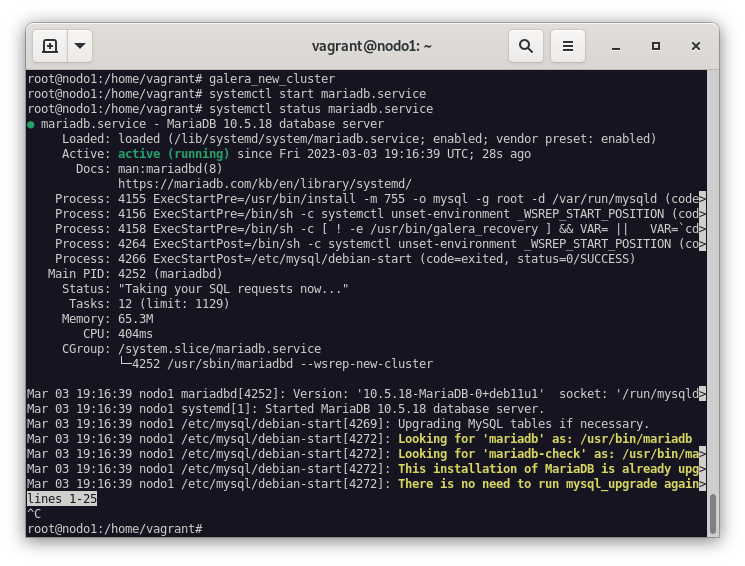 vagrant@nodo1: ~
root@nodo1:/home/vagrant# galera_new_cluster
root@nodo1:/home/vagrant# systemctl start mariadb.service
root@nodo1:/home/vagrant# systemctl status mariadb.service
● mariadb.service - MariaDB 10.5.18 database server
     Loaded: loaded (/lib/systemd/system/mariadb.service; enabled; vendor preset: enabled)
     Active: active (running) since Fri 2023-03-03 19:16:39 UTC; 28s ago
       Docs: man:mariadbd(8)
             https://mariadb.com/kb/en/library/systemd/
    Process: 4155 ExecStartPre=/usr/bin/install -m 755 -o mysql -g root -d /var/run/mysqld (code>
    Process: 4156 ExecStartPre=/bin/sh -c systemctl unset-environment _WSREP_START_POSITION (cod>
    Process: 4158 ExecStartPre=/bin/sh -c [ ! -e /usr/bin/galera_recovery ] && VAR= ||   VAR=`cd>
    Process: 4264 ExecStartPost=/bin/sh -c systemctl unset-environment _WSREP_START_POSITION (co>
    Process: 4266 ExecStartPost=/etc/mysql/debian-start (code=exited, status=0/SUCCESS)
   Main PID: 4252 (mariadbd)
     Status: "Taking your SQL requests now..."
      Tasks: 12 (limit: 1129)
     Memory: 65.3M
        CPU: 404ms
     CGroup: /system.slice/mariadb.service
             └─4252 /usr/sbin/mariadbd --wsrep-new-cluster
Mar 03 19:16:39 nodo1 mariadbd[4252]: Version: '10.5.18-MariaDB-0+deb11u1'  socket: '/run/mysqld>
Mar 03 19:16:39 nodo1 systemd[1]: Started MariaDB 10.5.18 database server.
Mar 03 19:16:39 nodo1 /etc/mysql/debian-start[4269]: Upgrading MySQL tables if necessary.
Mar 03 19:16:39 nodo1 /etc/mysql/debian-start[4272]: Looking for 'mariadb' as: /usr/bin/mariadb
Mar 03 19:16:39 nodo1 /etc/mysql/debian-start[4272]: Looking for 'mariadb-check' as: /usr/bin/ma>
Mar 03 19:16:39 nodo1 /etc/mysql/debian-start[4272]: This installation of MariaDB is already upg>
Mar 03 19:16:39 nodo1 /etc/mysql/debian-start[4272]: There is no need to run mysql_upgrade again>
lines 1-25
^C
root@nodo1:/home/vagrant#